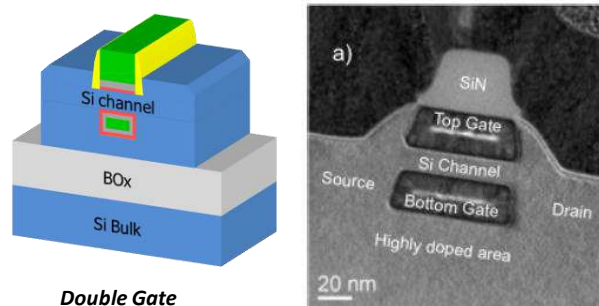 Si channel
BOx
Si Bulk
Double Gate
a)
SiN
Top Gate
Si Channel
Source
Bottom Gate
Drain
Highly doped area
20 nm